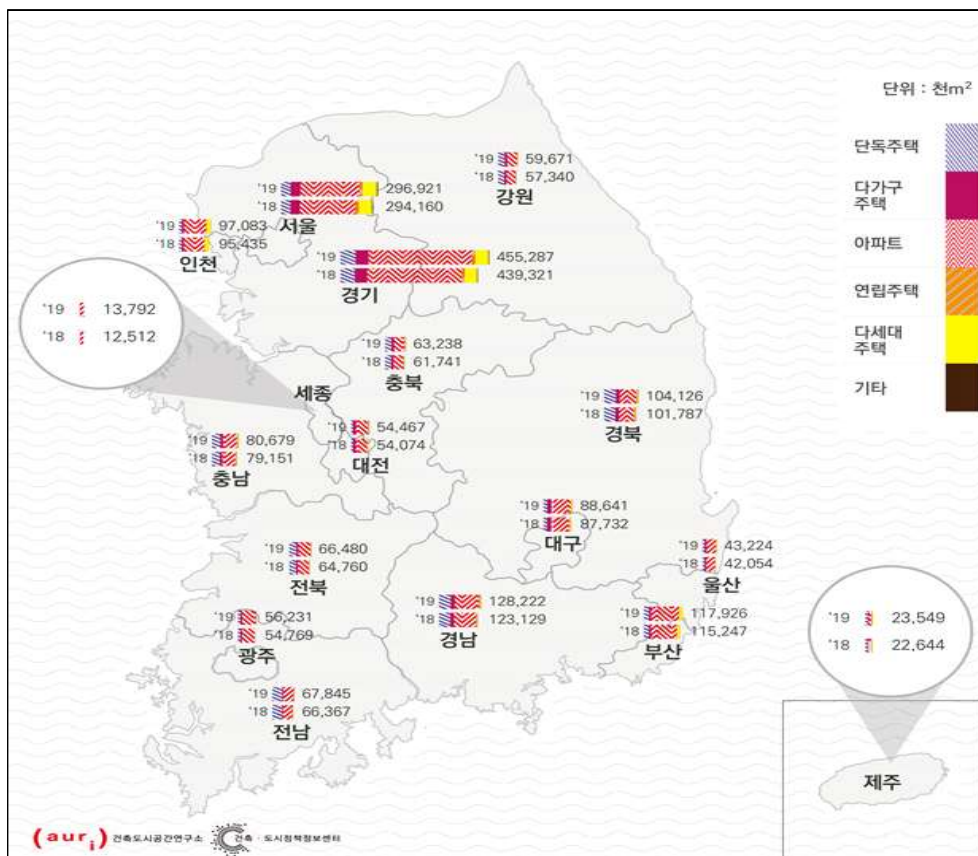 단위 : 천m²
단독주택
다가구
주택
아파트
연립주택
다세대
주택
기타
'19 59,671
'18 57,340
강원
'19 296,921
'18 294,160
서울
'19 97,083
'18 95,435
인천
'19 455,287
'18 439,321
경기
'19 13,792
'18 12,512
세종
'19 63,238
'18 61,741
충북
'19 104,126
'18 101,787
경북
'19 54,467
'18 54,074
대전
'19 80,679
'18 79,151
충남
'19 88,641
'18 87,732
대구
'19 43,224
'18 42,054
울산
'19 66,480
'18 64,760
전북
'19 128,222
'18 123,129
경남
'19 117,926
'18 115,247
부산
'19 56,231
'18 54,769
광주
'19 23,549
'18 22,644
제주
'19 67,845
'18 66,367
전남
(auri) 건축도시공간연구소 건축·도시정책정보센터